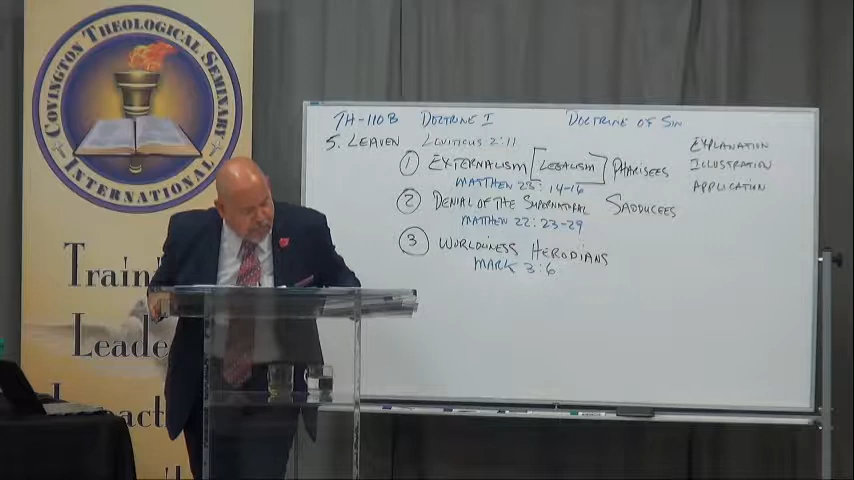 COVINGTON THEOLOGICAL SEMINARY
INTERNATIONAL
Train
Leade
TH-110B DOCTRINE I DOCTRINE OF SIN
5. LEAVEN LEVITICUS 2:11
EXPLANATION
ILLUSTRATION
APPLICATION
1 EXTERNALISM [LEGALISM] PHARISEES
MATTHEW 23:14-16
2 DENIAL OF THE SUPERNATURAL SADDUCEES
MATTHEW 22:23-29
3 WORLDLINESS HERODIANS
MARK 3:6